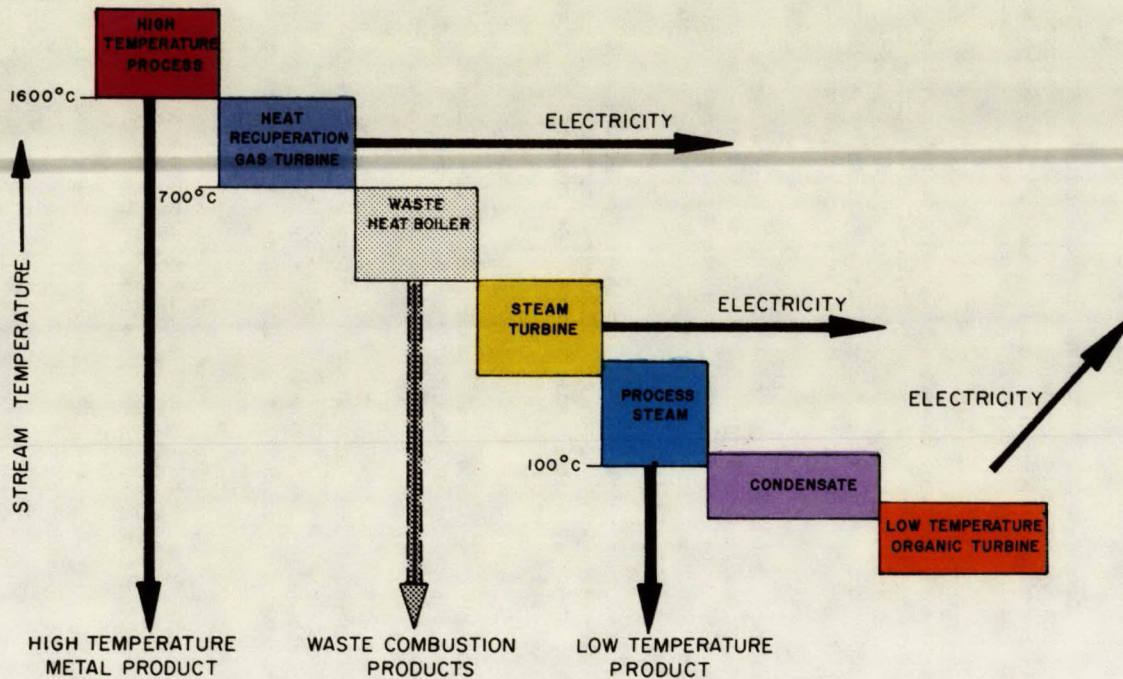 HIGH
TEMPERATURE
PROCESS
1600°C
HEAT
RECUPERATION
GAS TURBINE
ELECTRICITY
700°C
WASTE
HEAT BOILER
STREAM TEMPERATURE
STEAM
TURBINE
ELECTRICITY
PROCESS
STEAM
ELECTRICITY
100°C
CONDENSATE
LOW TEMPERATURE
ORGANIC TURBINE
HIGH TEMPERATURE
METAL PRODUCT
WASTE COMBUSTION
PRODUCTS
LOW TEMPERATURE
PRODUCT